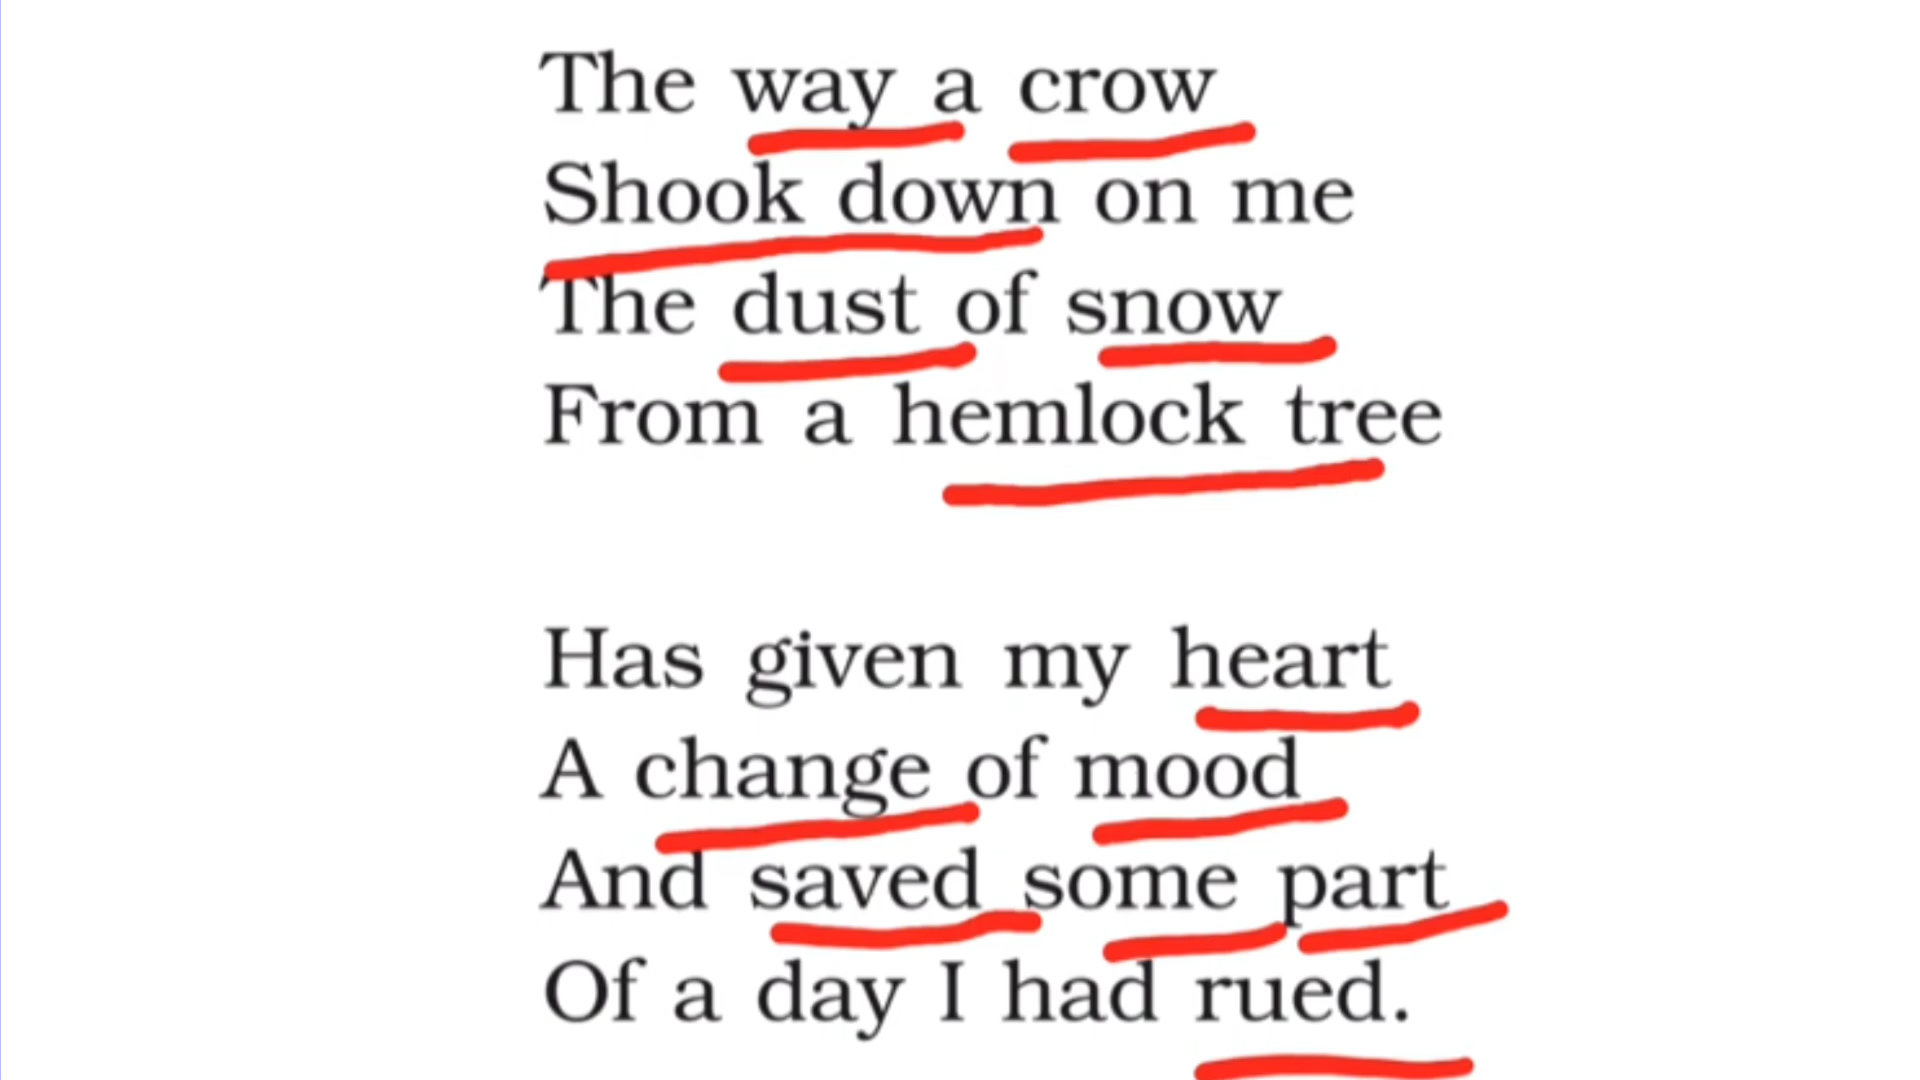 The way a crow
Shook down on me
The dust of snow
From a hemlock tree
Has given my heart
A change of mood
And saved some part
Of a day I had rued.